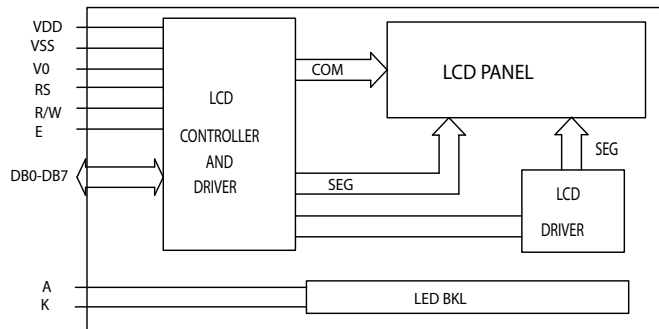 VDD
VSS
V0
RS
R/W
E
DB0-DB7
A
K
LCD
CONTROLLER
AND
DRIVER
COM
SEG
LCD PANEL
SEG
LCD
DRIVER
LED BKL